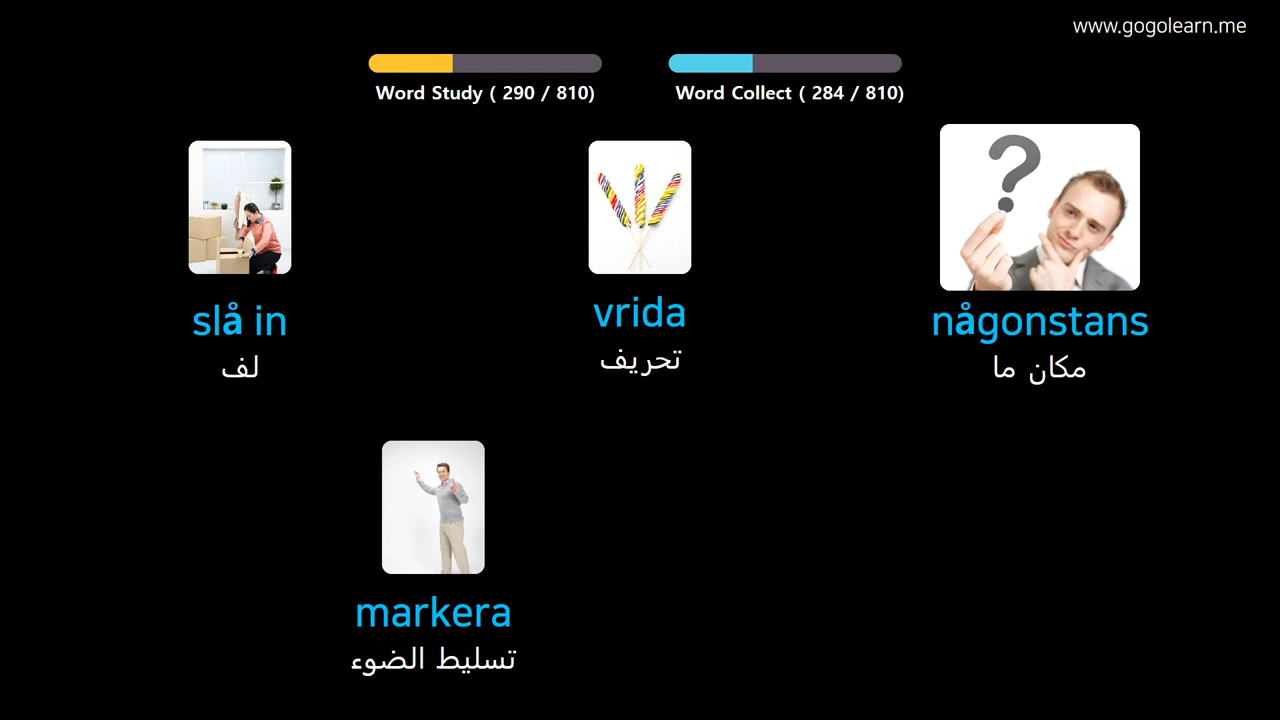 www.gogolearn.me
Word Study ( 290 / 810)
Word Collect ( 284 / 810)
slå in
لف
vrida
تحريف
någonstans
مكان ما
markera
تسليط الضوء